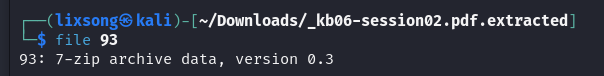 ┌──(lixsong㉿kali)-[~/Downloads/_kb06-session02.pdf.extracted]
└─$ file 93
93: 7-zip archive data, version 0.3